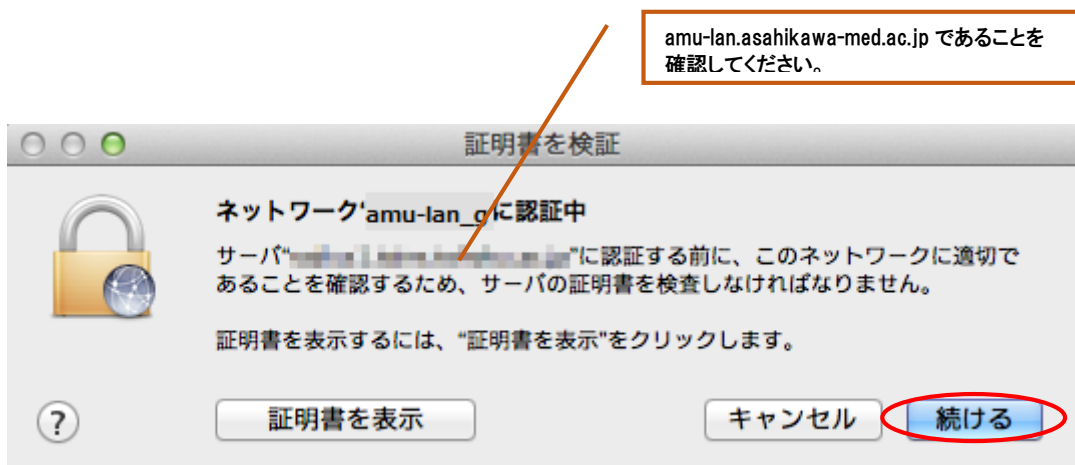 amu-lan.asahikawa-med.ac.jp であることを
確認してください。
証明書を検証
ネットワーク‘amu-lan_gに認証中
サーバ“ ”に認証する前に、このネットワークに適切で
あることを確認するため、サーバの証明書を検査しなければなりません。
証明書を表示するには、“証明書を表示”をクリックします。
?
証明書を表示
キャンセル
続ける